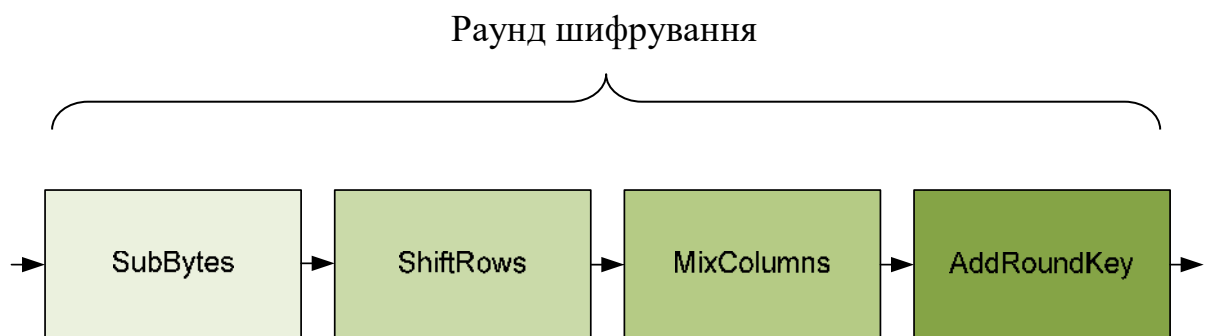 Раунд шифрування
SubBytes
ShiftRows
MixColumns
AddRoundKey